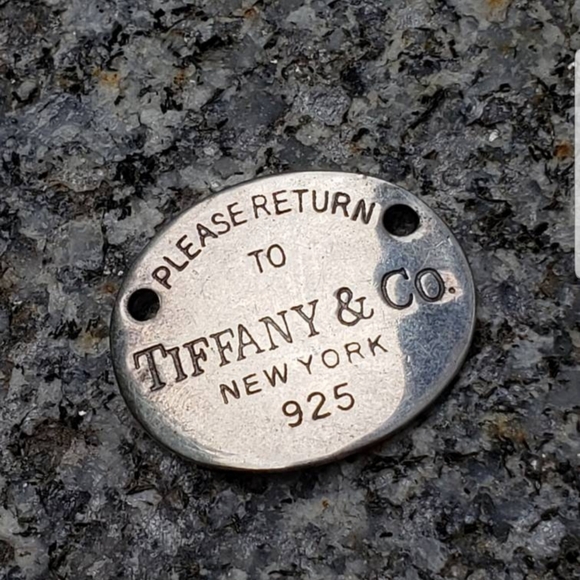 PLEASE RETURN
TO
TIFFANY & Co.
NEW YORK
925